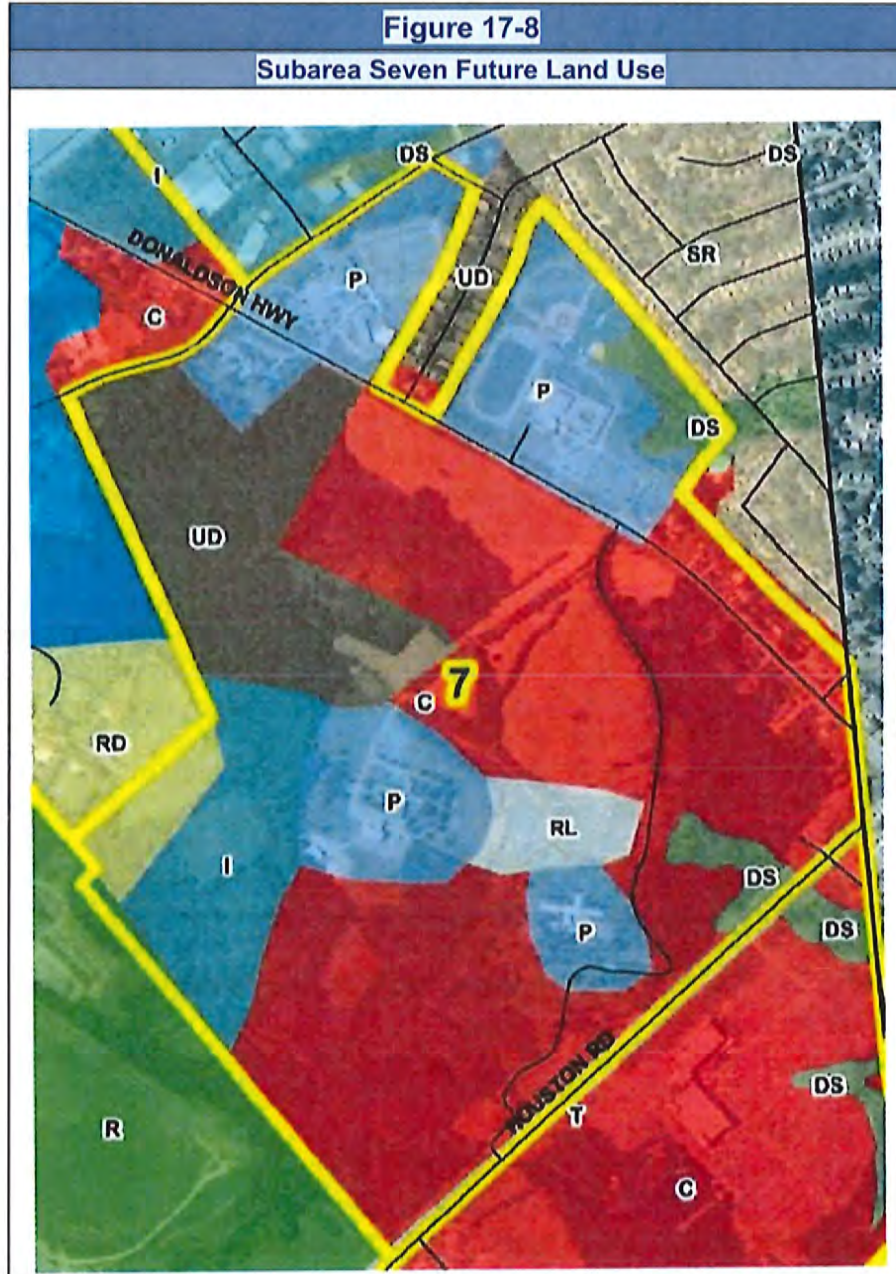 Figure 17-8
Subarea Seven Future Land Use
DS
DS
I
SR
DONALDSON HWY
P
UD
C
P
DS
UD
7
C
RD
P
RL
I
DS
P
DS
HOUSTON RD
DS
T
R
C